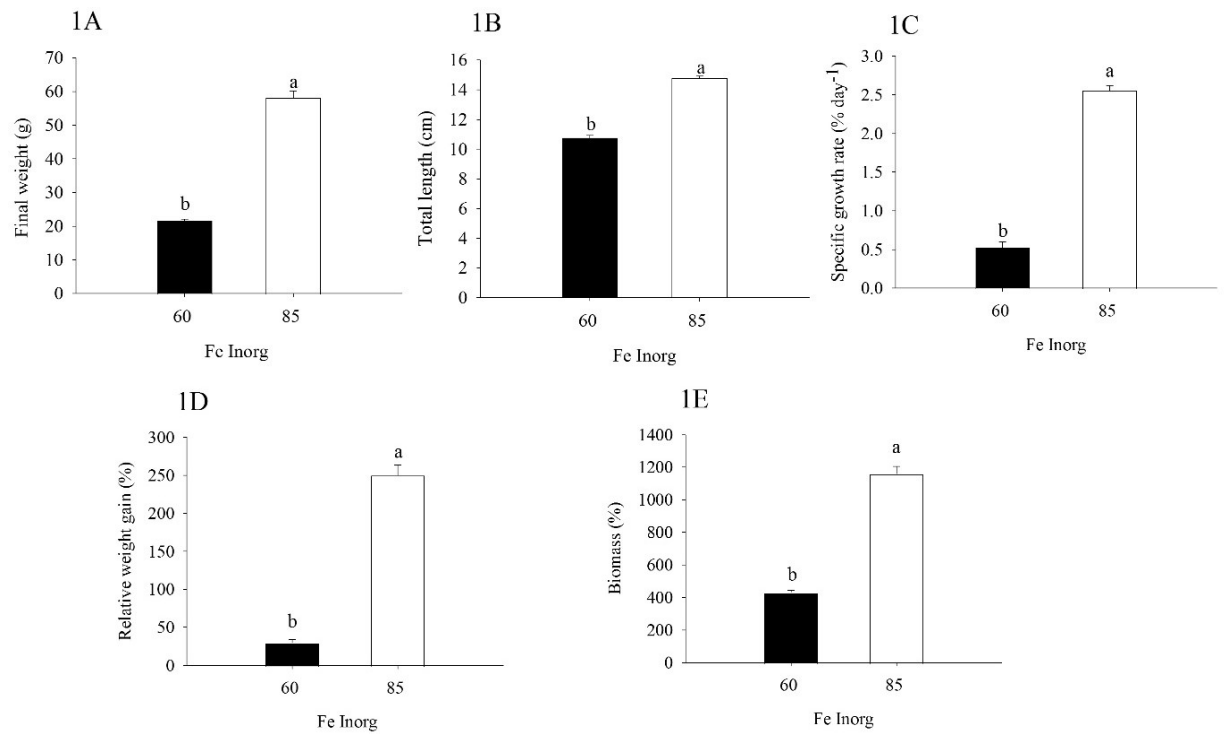 1A
Final weight (g)
70
60
50
40
30
20
10
0
b
a
60
85
Fe Inorg
1B
Total length (cm)
16
14
12
10
8
6
4
2
0
b
a
60
85
Fe Inorg
1C
Specific growth rate (% day-1)
3.0
2.5
2.0
1.5
1.0
0.5
0.0
b
a
60
85
Fe Inorg
1D
Relative weight gain (%)
300
250
200
150
100
50
0
b
a
60
85
Fe Inorg
1E
Biomass (%)
1400
1200
1000
800
600
400
200
0
b
a
60
85
Fe Inorg